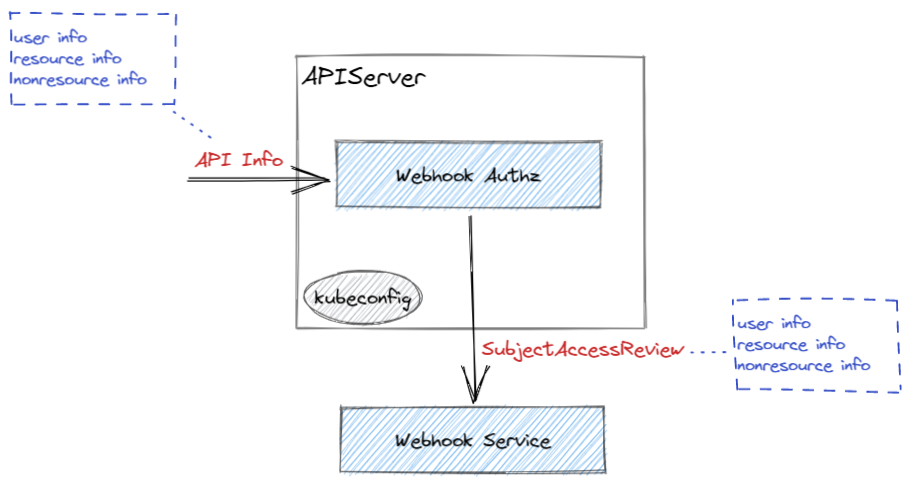 user info
resource info
nonresource info
APIServer
API Info
Webhook Authz
kubeconfig
SubjectAccessReview
user info
resource info
nonresource info
Webhook Service